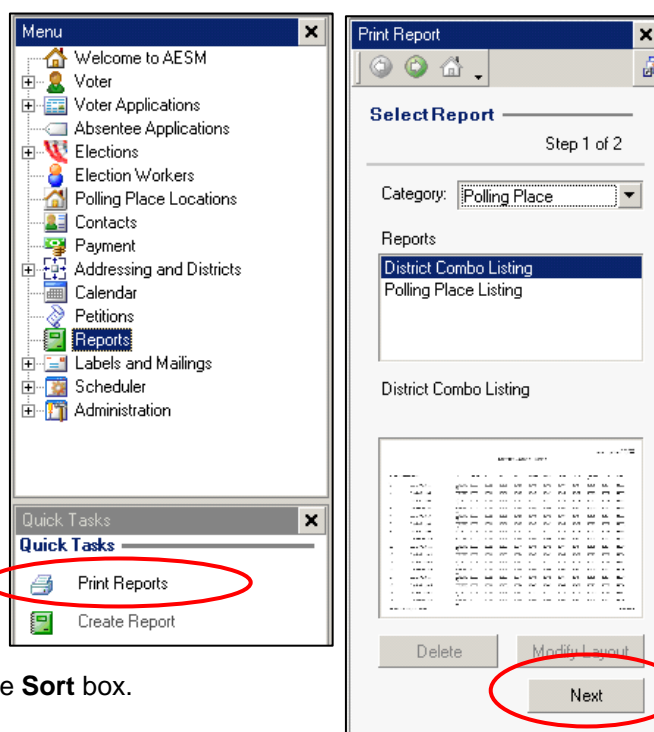 Menu
Welcome to AESM
Voter
Voter Applications
Absentee Applications
Elections
Election Workers
Polling Place Locations
Contacts
Payment
Addressing and Districts
Calendar
Petitions
Reports
Labels and Mailings
Scheduler
Administration
Quick Tasks
Quick Tasks
Print Reports
Create Report
e Sort box.
Print Report
Select Report
Step 1 of 2
Category: Polling Place
Reports
District Combo Listing
Polling Place Listing
District Combo Listing
Delete Modify Layout
Next